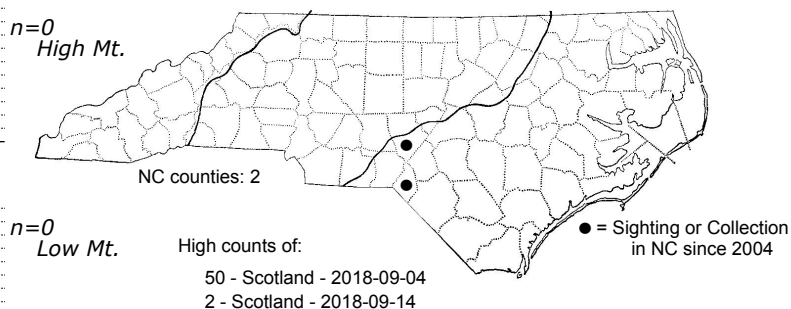 n=0
High Mt.
NC counties: 2
n=0
Low Mt.
High counts of:
50 - Scotland - 2018-09-04
2 - Scotland - 2018-09-14
● = Sighting or Collection
in NC since 2004